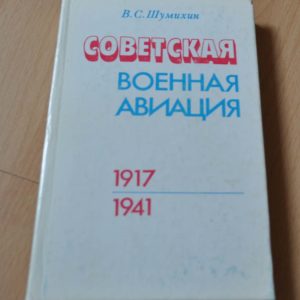 В.С. Шумихин
СОВЕТСКАЯ
ВОЕННАЯ
АВИАЦИЯ
1917
1941